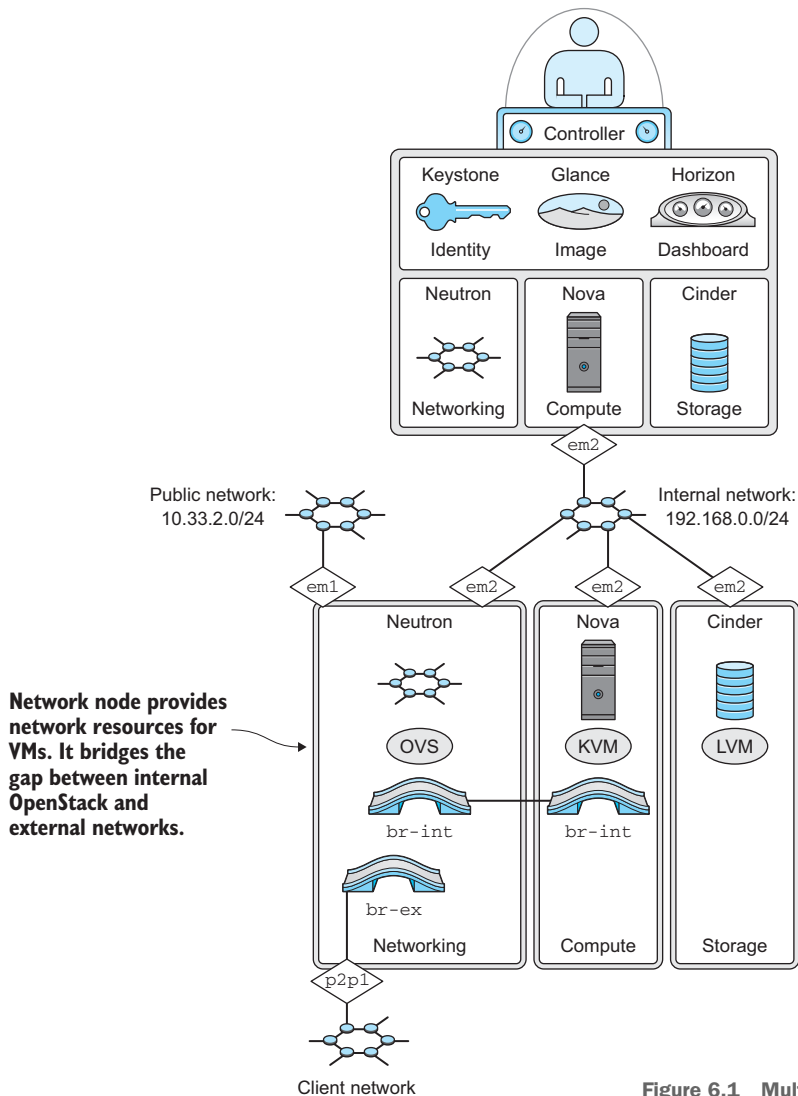 Controller
Keystone
Glance
Horizon
Identity
Image
Dashboard
Neutron
Nova
Cinder
Networking
Compute
Storage
em2
Public network:
10.33.2.0/24
Internal network:
192.168.0.0/24
em1
em2
em2
em2
Neutron
Nova
Cinder
Network node provides
network resources for
VMs. It bridges the
gap between internal
OpenStack and
external networks.
OVS
KVM
LVM
br-int
br-int
br-ex
Networking
Compute
Storage
p2p1
Client network
Figure 6.1 Mul